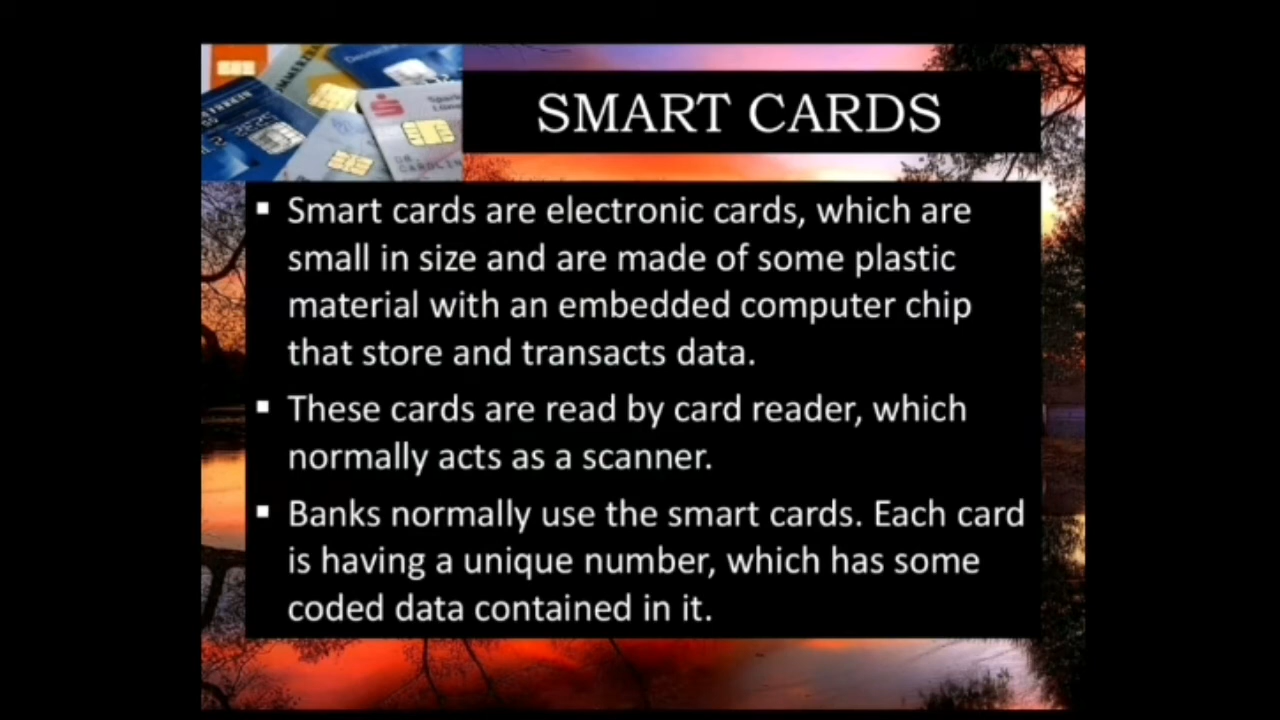 SMART CARDS
▪ Smart cards are electronic cards, which are
small in size and are made of some plastic
material with an embedded computer chip
that store and transacts data.
▪ These cards are read by card reader, which
normally acts as a scanner.
▪ Banks normally use the smart cards. Each card
is having a unique number, which has some
coded data contained in it.